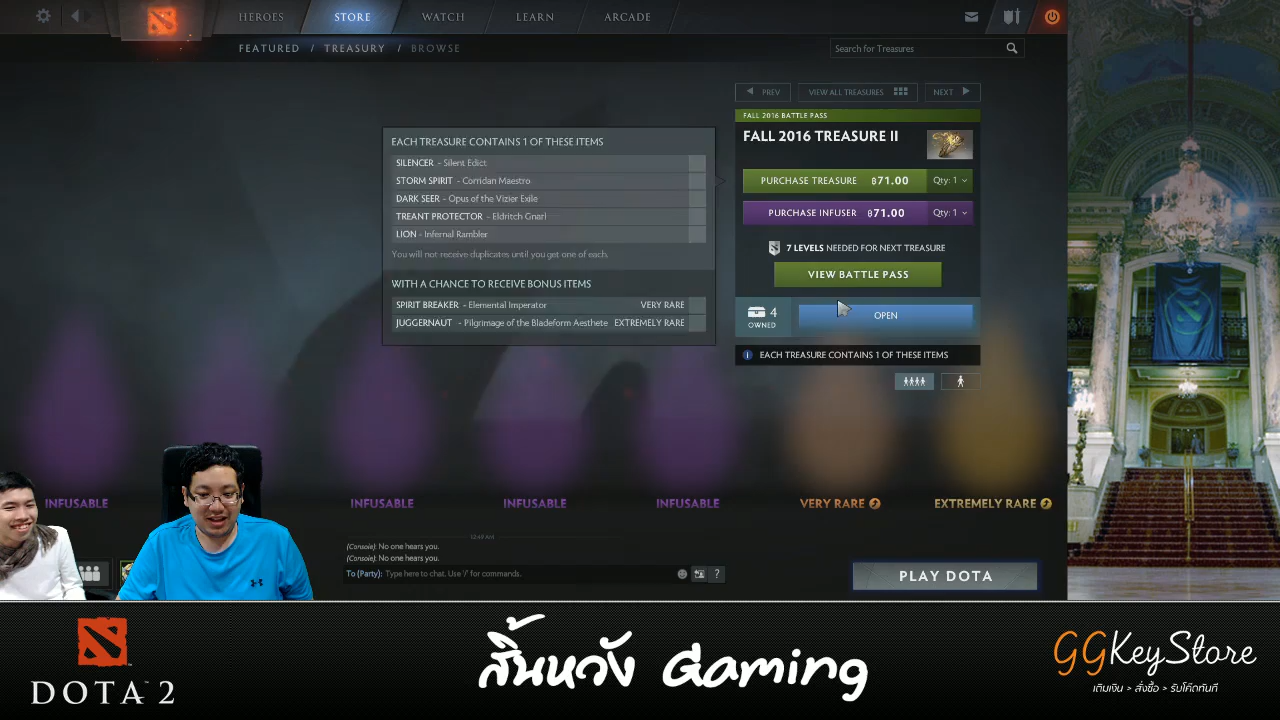 HEROES
STORE
WATCH
LEARN
ARCADE
FEATURED / TREASURY / BROWSE
Search for Treasures
PREV
VIEW ALL TREASURES
NEXT
FALL 2016 BATTLE PASS
FALL 2016 TREASURE II
PURCHASE TREASURE ฿71.00 Qty: 1
PURCHASE INFUSER ฿71.00 Qty: 1
7 LEVELS NEEDED FOR NEXT TREASURE
VIEW BATTLE PASS
4 OWNED
OPEN
EACH TREASURE CONTAINS 1 OF THESE ITEMS
EACH TREASURE CONTAINS 1 OF THESE ITEMS
SILENCER - Silent Edict
STORM SPIRIT - Corridan Maestro
DARK SEER - Opus of the Vizier Exile
TREANT PROTECTOR - Eldritch Gnarl
LION - Infernal Rambler
You will not receive duplicates until you get one of each.
WITH A CHANCE TO RECEIVE BONUS ITEMS
SPIRIT BREAKER - Elemental Imperator VERY RARE
JUGGERNAUT - Pilgrimage of the Bladeform Aesthete EXTREMELY RARE
INFUSABLE
INFUSABLE
INFUSABLE
INFUSABLE
VERY RARE
EXTREMELY RARE
12:49 AM
(Console): No one hears you.
(Console): No one hears you.
To (Party): Type here to chat. Use '/' for commands.
?
PLAY DOTA
DOTA 2
สิ้นหวัง Gaming
GGKeyStore
เติมเงิน > สั่งซื้อ > รับโค๊ดทันที